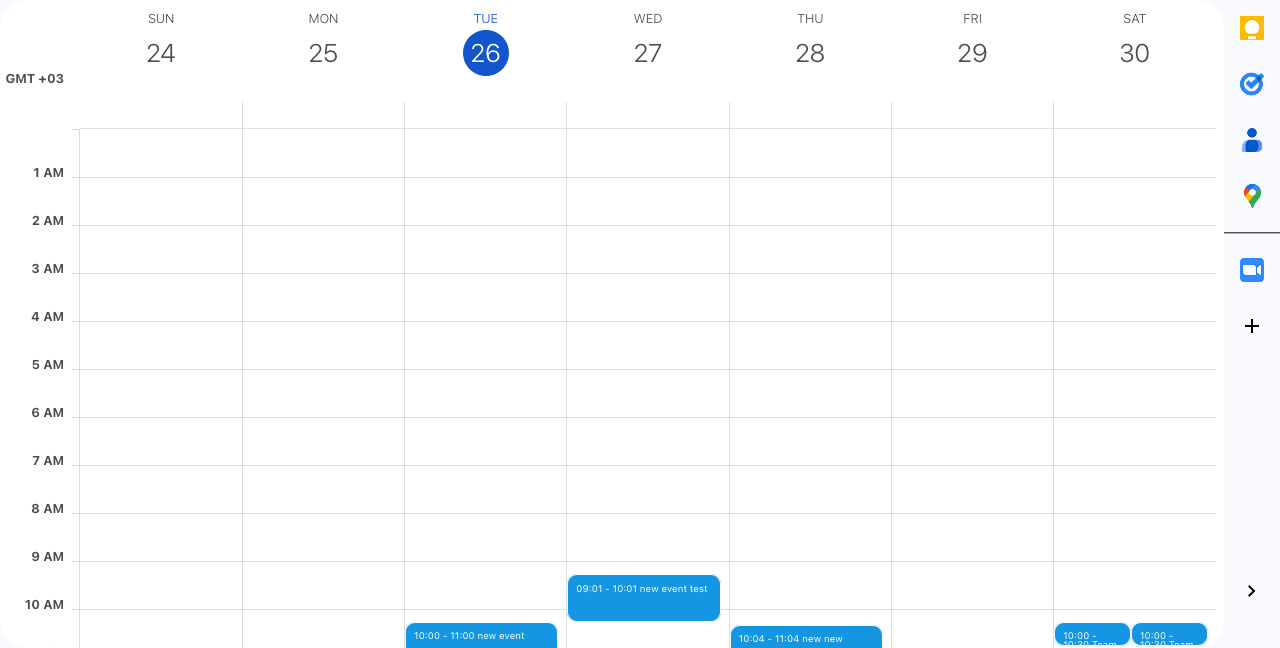 SUN MON TUE WED THU FRI SAT
24 25 26 27 28 29 30
GMT +03
1 AM
2 AM
3 AM
4 AM
5 AM
6 AM
7 AM
8 AM
9 AM
09:01 - 10:01 new event test
10 AM
10:00 - 11:00 new event
10:04 - 11:04 new new
10:00 -
10:30 Team
10:00 -
10:30 Team